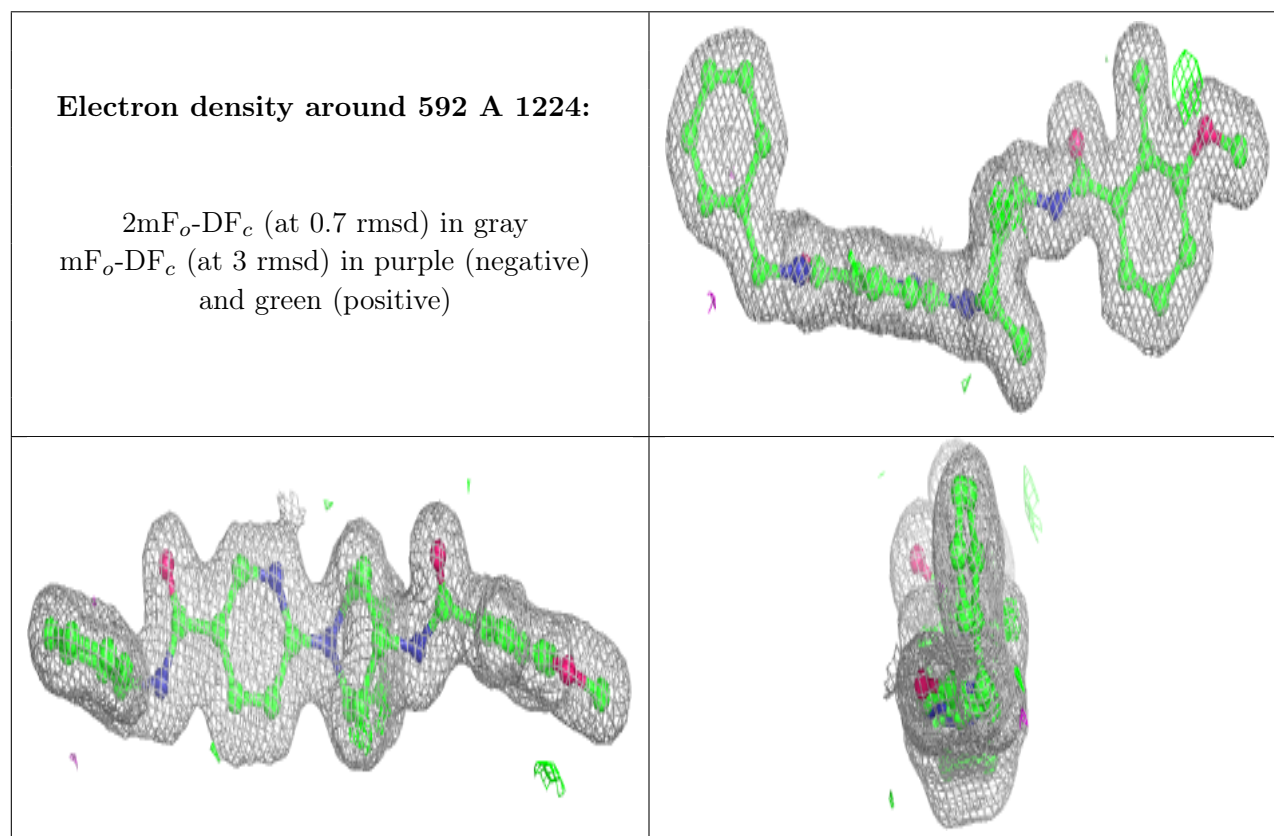 Electron density around 592 A 1224:
2mFo-DFc (at 0.7 rmsd) in gray
mFo-DFc (at 3 rmsd) in purple (negative)
and green (positive)